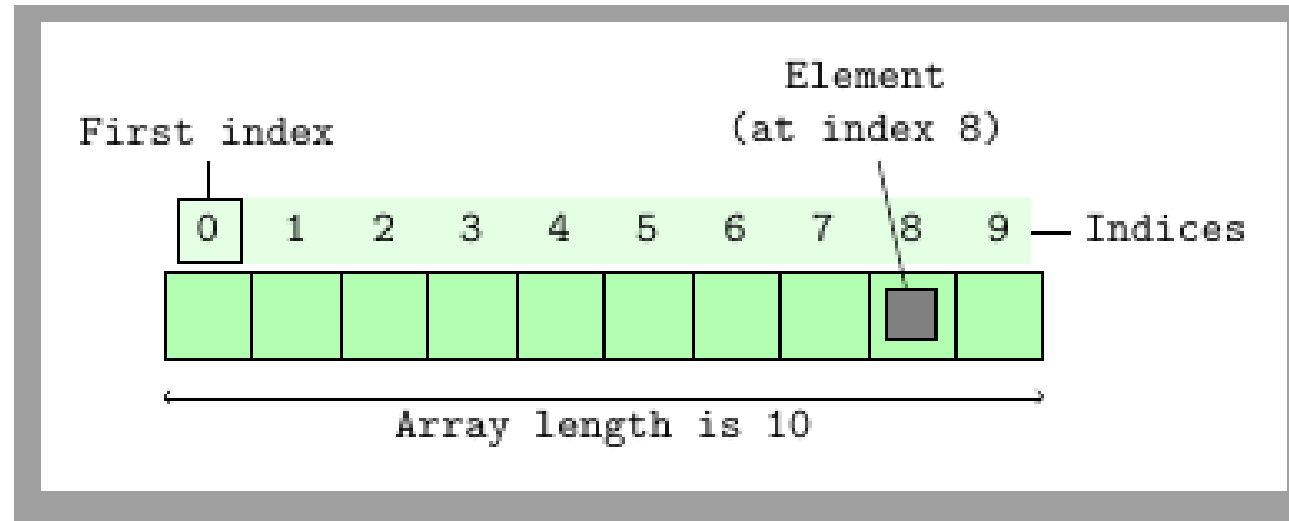 Element
(at index 8)
First index
0 1 2 3 4 5 6 7 8 9
Indices
Array length is 10